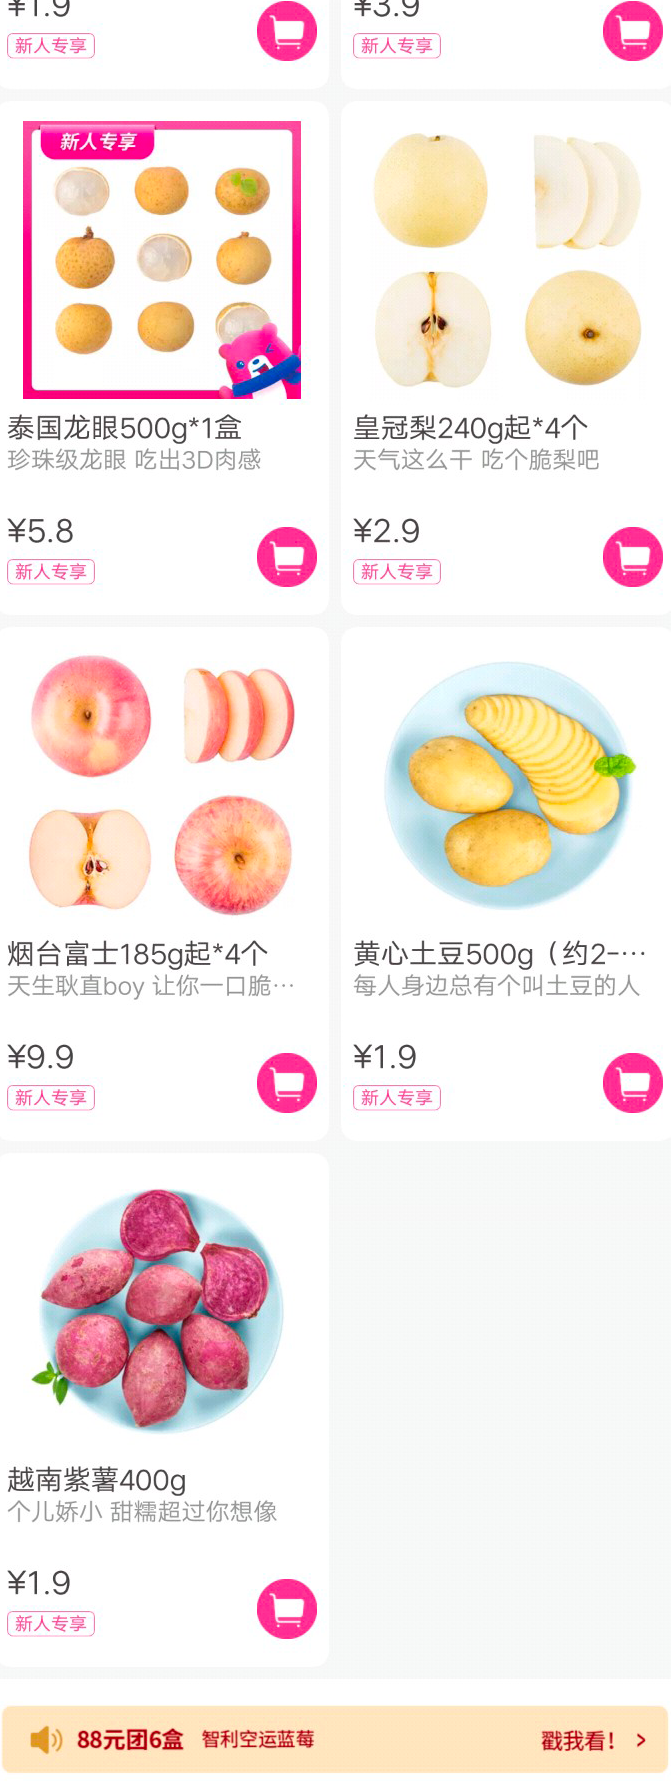 ¥1.9
¥3.9
新人专享
新人专享
新人专享
泰国龙眼500g*1盒
珍珠级龙眼 吃出3D肉感
¥5.8
新人专享
皇冠梨240g起*4个
天气这么干 吃个脆梨吧
¥2.9
新人专享
烟台富士185g起*4个
天生耿直boy 让你一口脆…
¥9.9
新人专享
黄心土豆500g（约2-…
每人身边总有个叫土豆的人
¥1.9
新人专享
越南紫薯400g
个儿娇小 甜糯超过你想像
¥1.9
新人专享
88元团6盒 智利空运蓝莓 戳我看! >